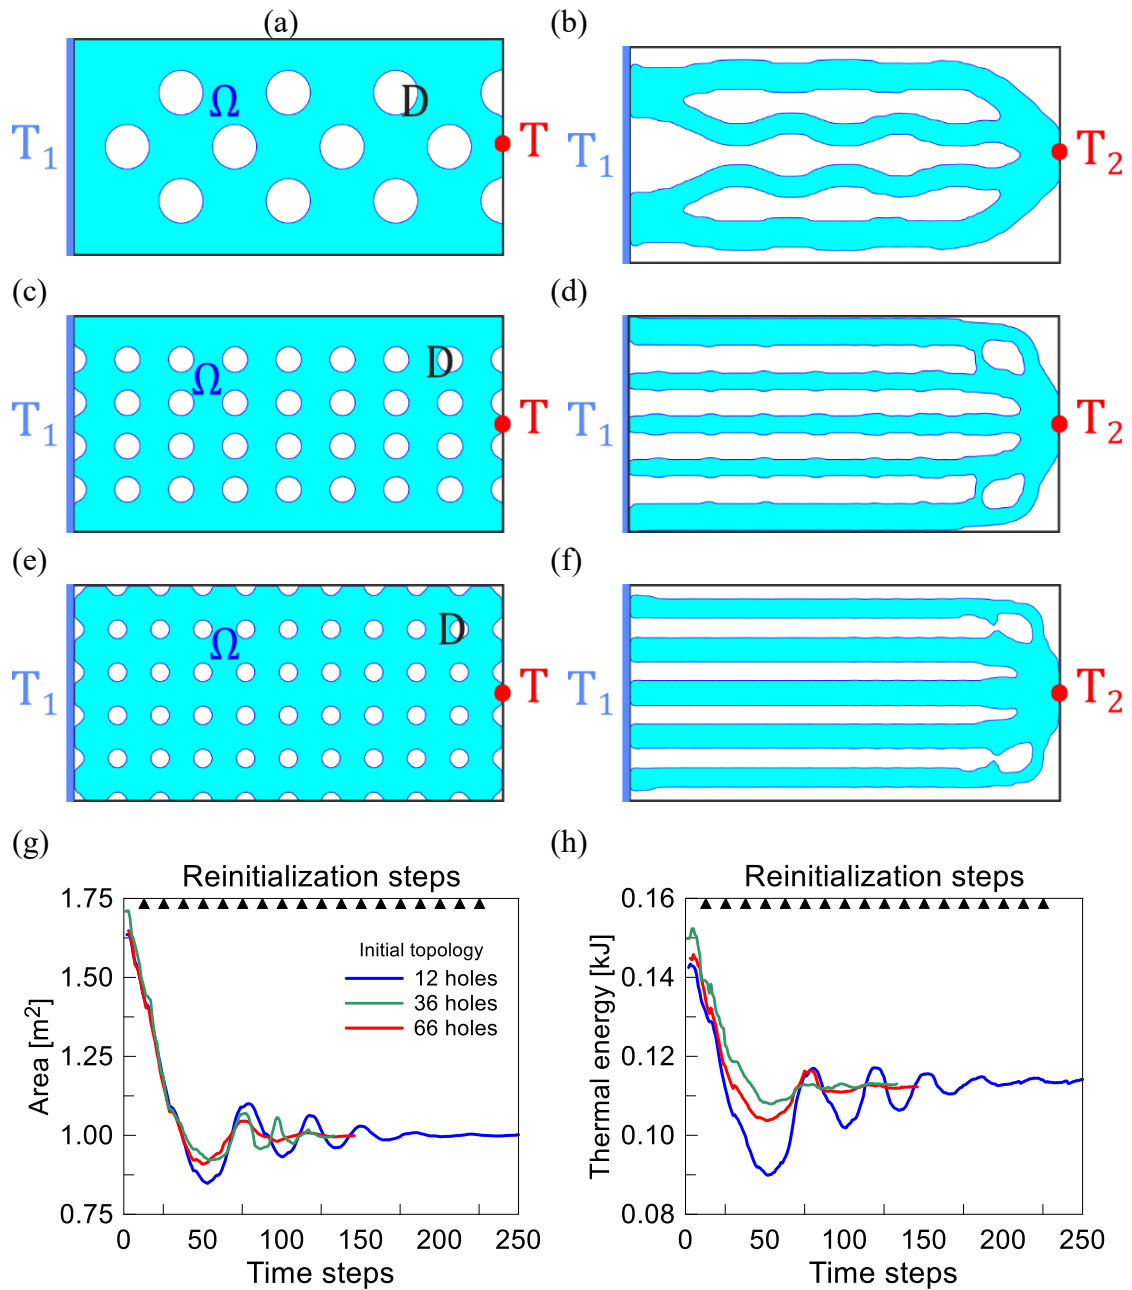 (a) (b)
Ω D
T1 T T1 T2
(c) (d)
Ω D
T1 T T1 T2
(e) (f)
Ω D
T1 T T1 T2
(g) (h)
Reinitialization steps
1.75
1.50
1.25
1.00
0.75
Area [m²]
Initial topology
12 holes
36 holes
66 holes
0 50 100 150 200 250
Time steps
Reinitialization steps
0.16
0.14
0.12
0.10
0.08
Thermal energy [kJ]
0 50 100 150 200 250
Time steps